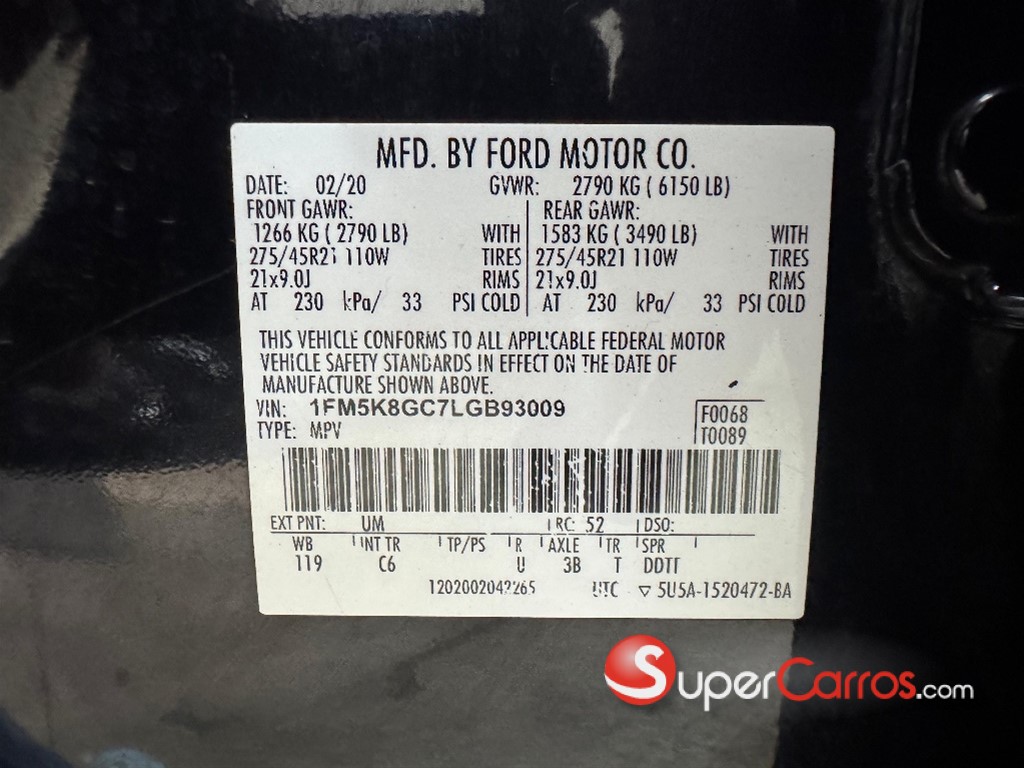 MFD. BY FORD MOTOR CO.
DATE: 02/20 GVWR: 2790 KG ( 6150 LB)
FRONT GAWR: REAR GAWR:
1266 KG ( 2790 LB) WITH 1583 KG ( 3490 LB) WITH
275/45R21 110W TIRES 275/45R21 110W TIRES
21x9.0J RIMS 21x9.0J RIMS
AT 230 kPa/ 33 PSI COLD AT 230 kPa/ 33 PSI COLD
THIS VEHICLE CONFORMS TO ALL APPLICABLE FEDERAL MOTOR
VEHICLE SAFETY STANDARDS IN EFFECT ON THE DATE OF
MANUFACTURE SHOWN ABOVE.
VIN: 1FM5K8GC7LGB93009 F0068
TYPE: MPV T0089
EXT PNT: UM RC: 52 DSO:
WB INT TR TP/PS R AXLE TR SPR
119 C6 U 3B T DDTT
UTC ▽ 5U5A-1520472-BA
SuperCarros.com